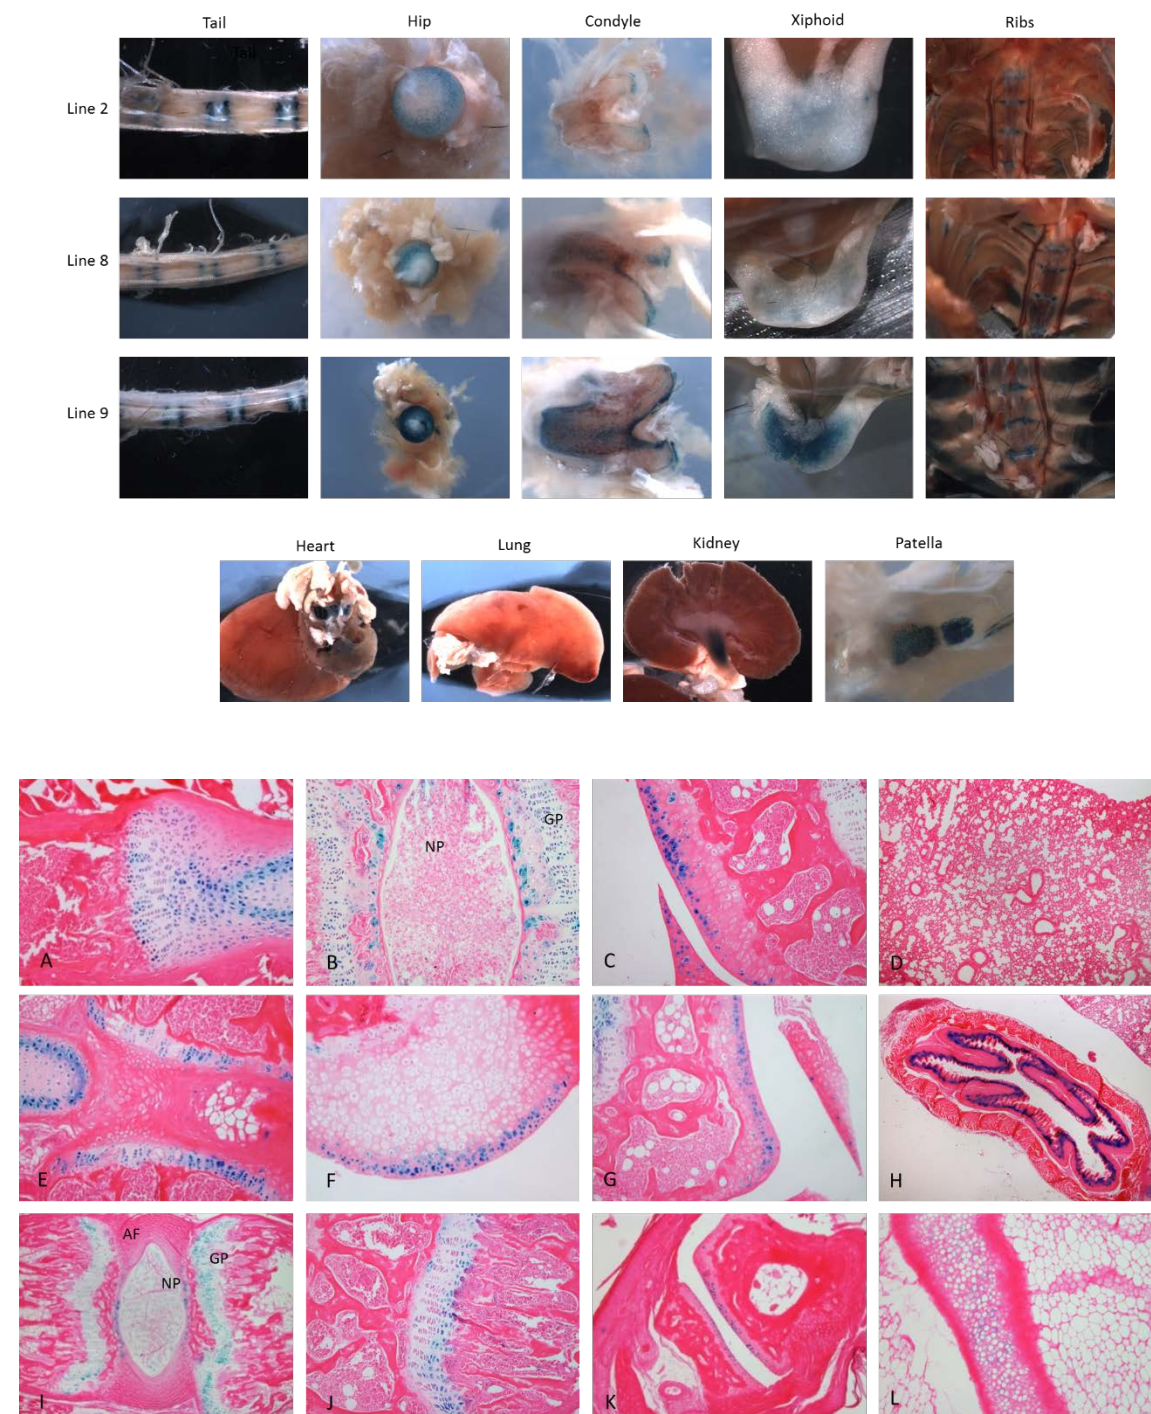 Tail Hip Condyle Xiphoid Ribs
Tail
Line 2
Line 8
Line 9
Heart Lung Kidney Patella
NP GP
A B C D
E F G H
AF
GP
NP
I J K L